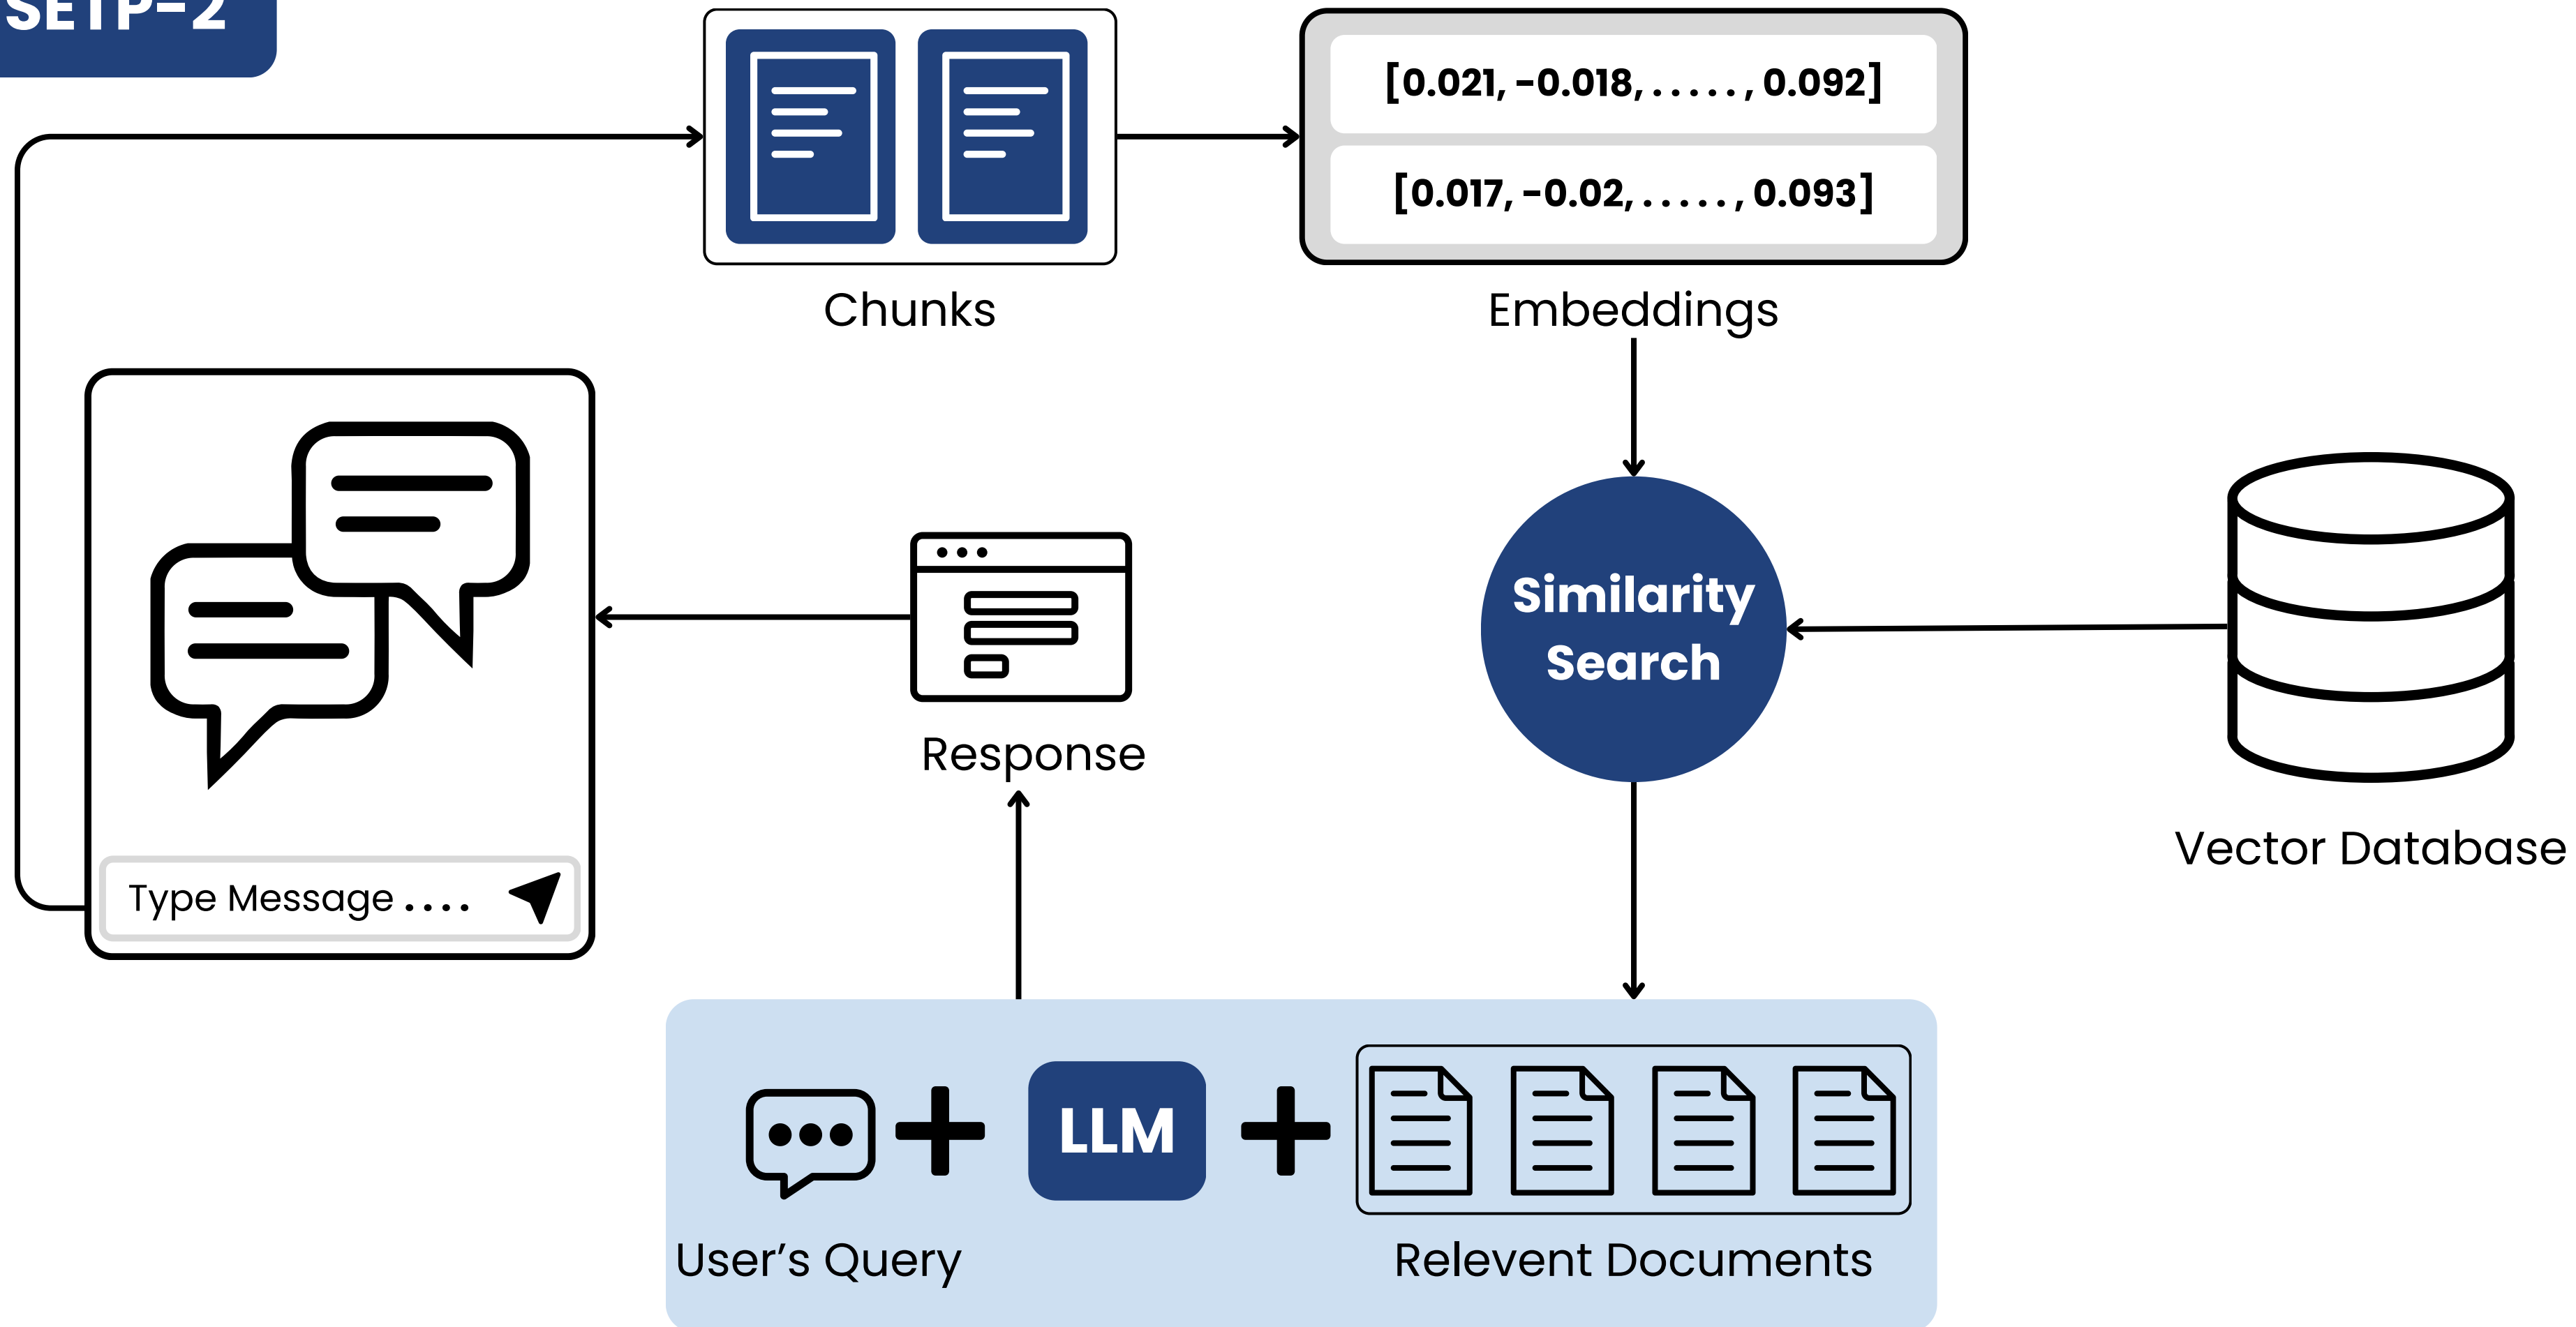 SETP-2
[0.021, -0.018, . . . . . , 0.092]
[0.017, -0.02, . . . . . , 0.093]
Chunks
Embeddings
Similarity
Search
Response
Vector Database
Type Message . . . .
LLM
User’s Query
Relevent Documents